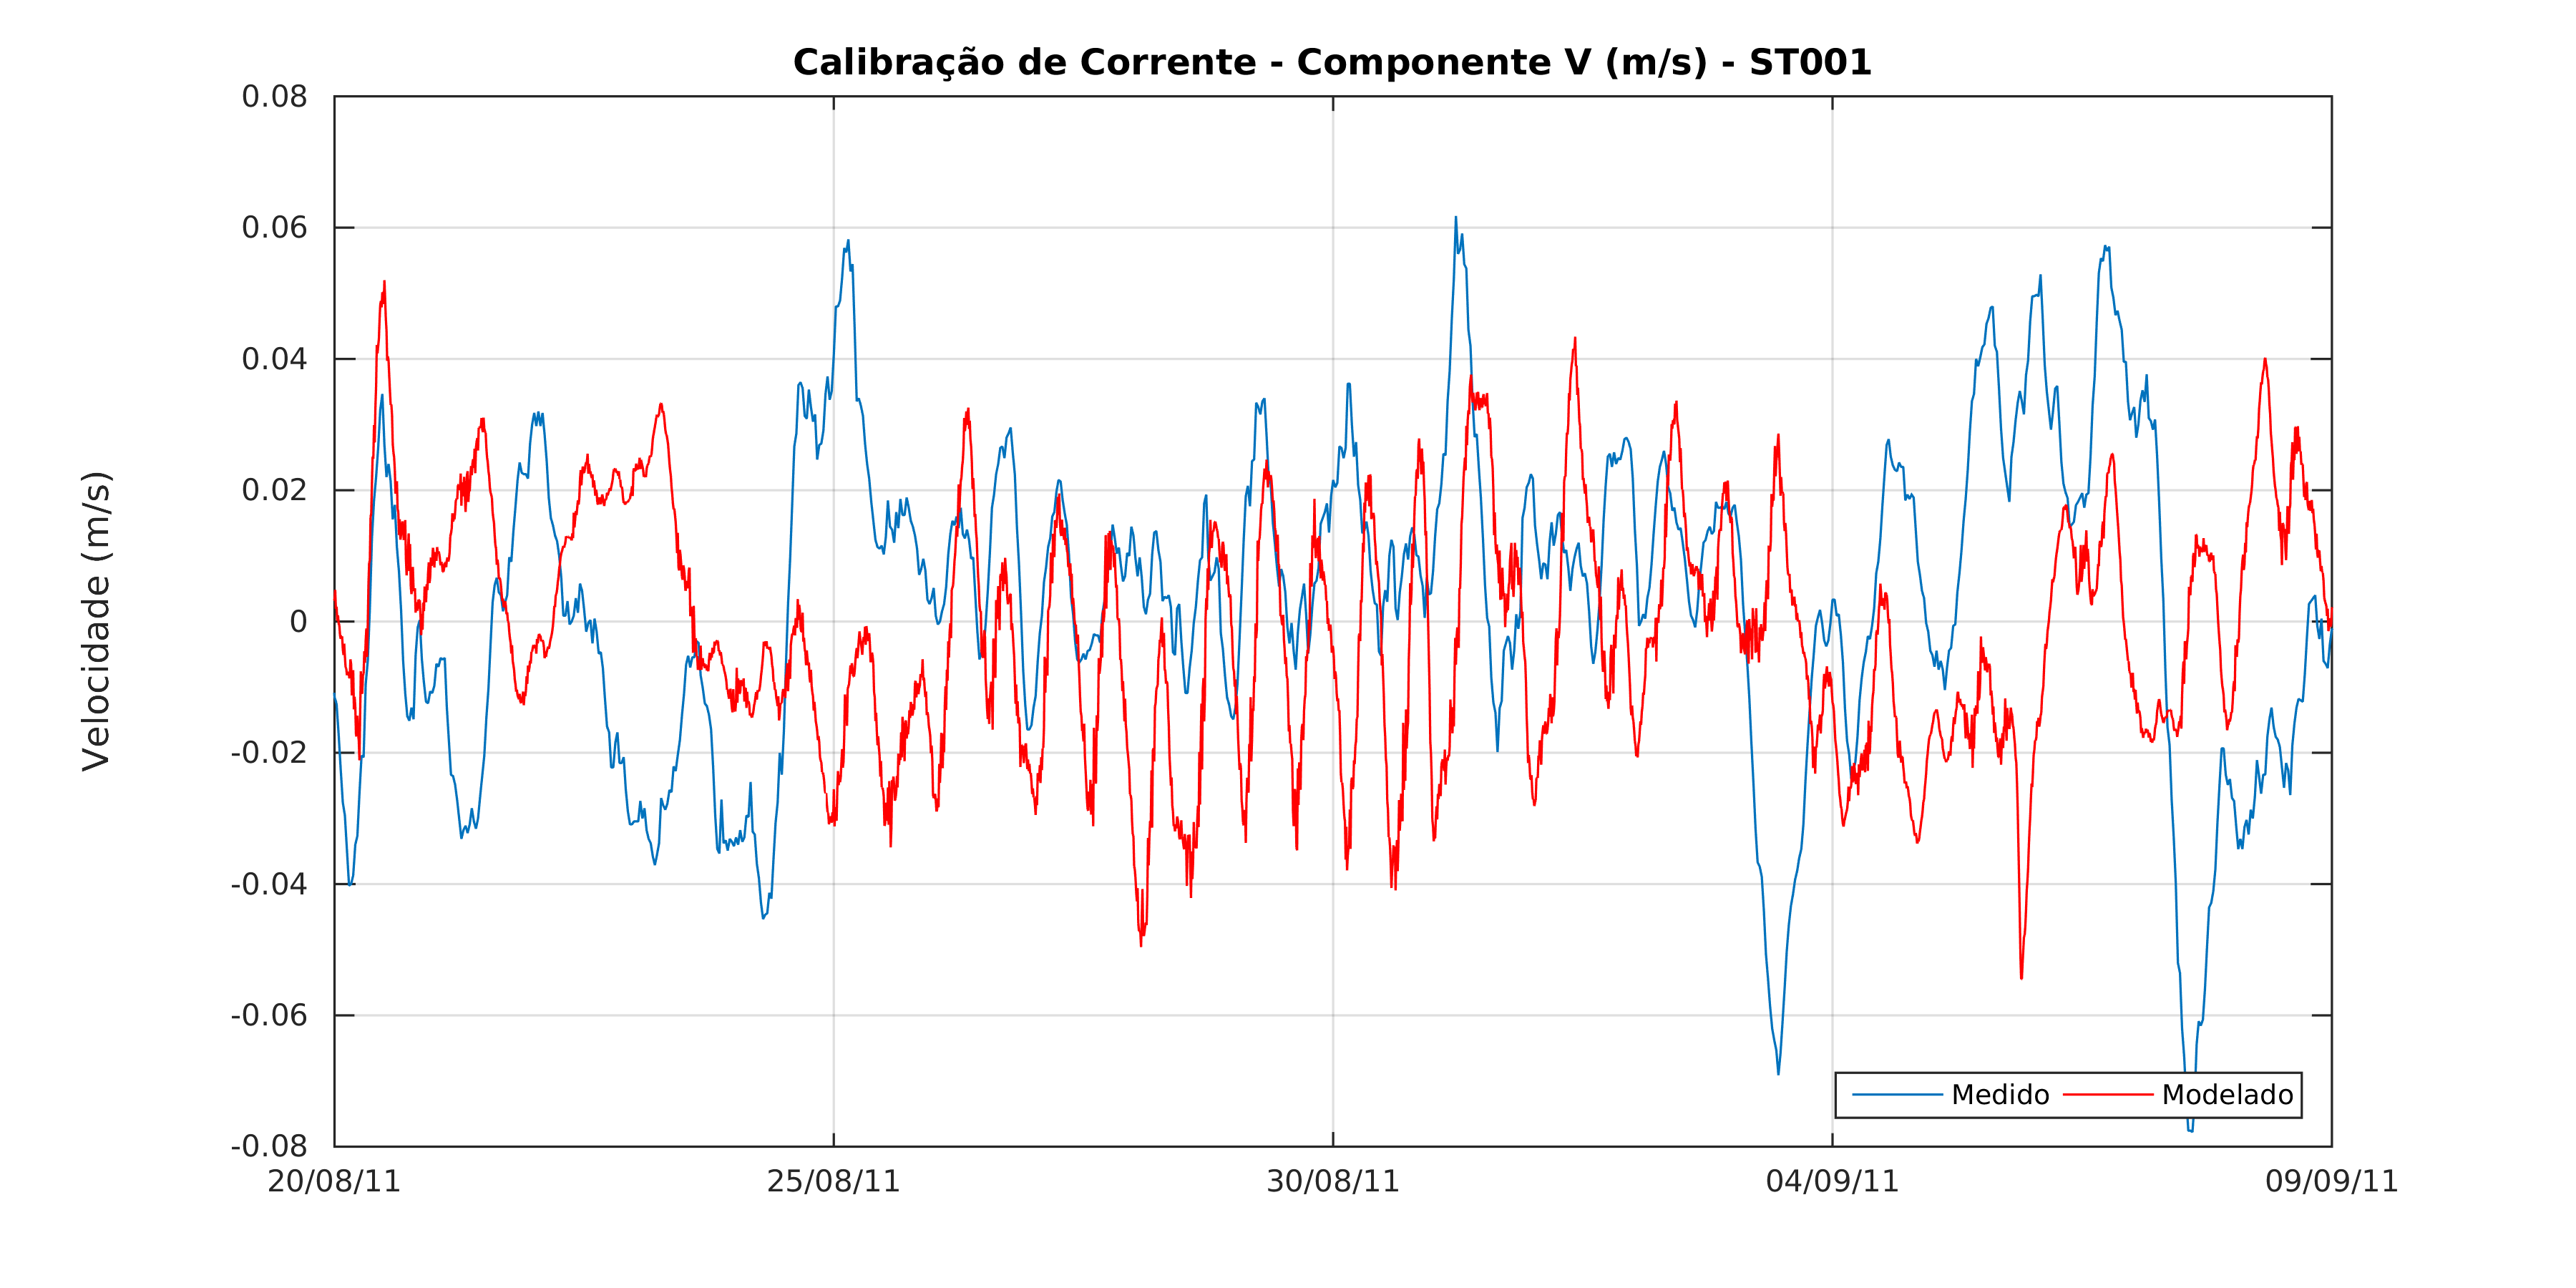 Calibração de Corrente - Componente V (m/s) - ST001
Velocidade (m/s)
0.08
0.06
0.04
0.02
0
-0.02
-0.04
-0.06
-0.08
20/08/11 25/08/11 30/08/11 04/09/11 09/09/11
Medido Modelado